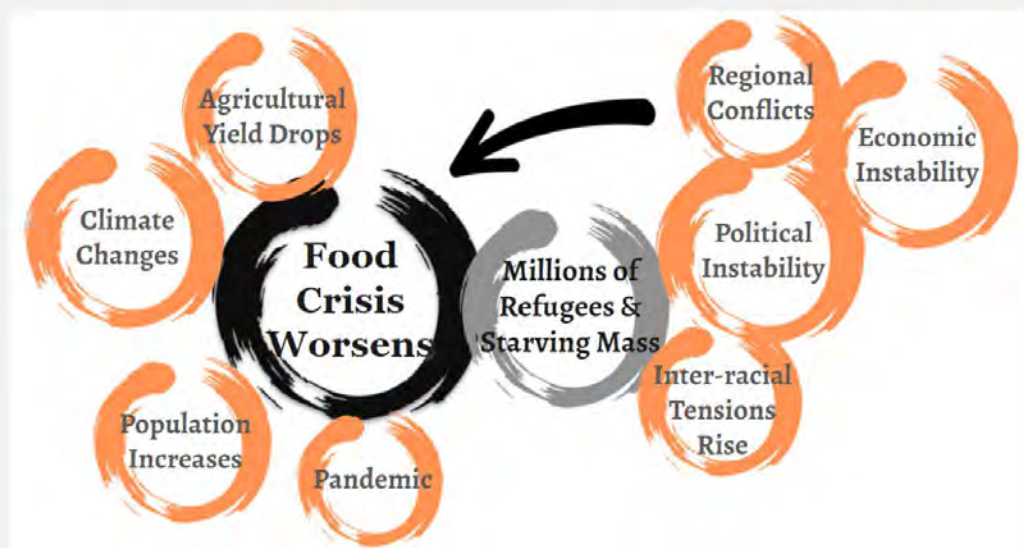 Agricultural
Yield Drops
Climate
Changes
Food
Crisis
Worsens
Population
Increases
Pandemic
Millions of
Refugees &
Starving Mass
Regional
Conflicts
Economic
Instability
Political
Instability
Inter-racial
Tensions
Rise